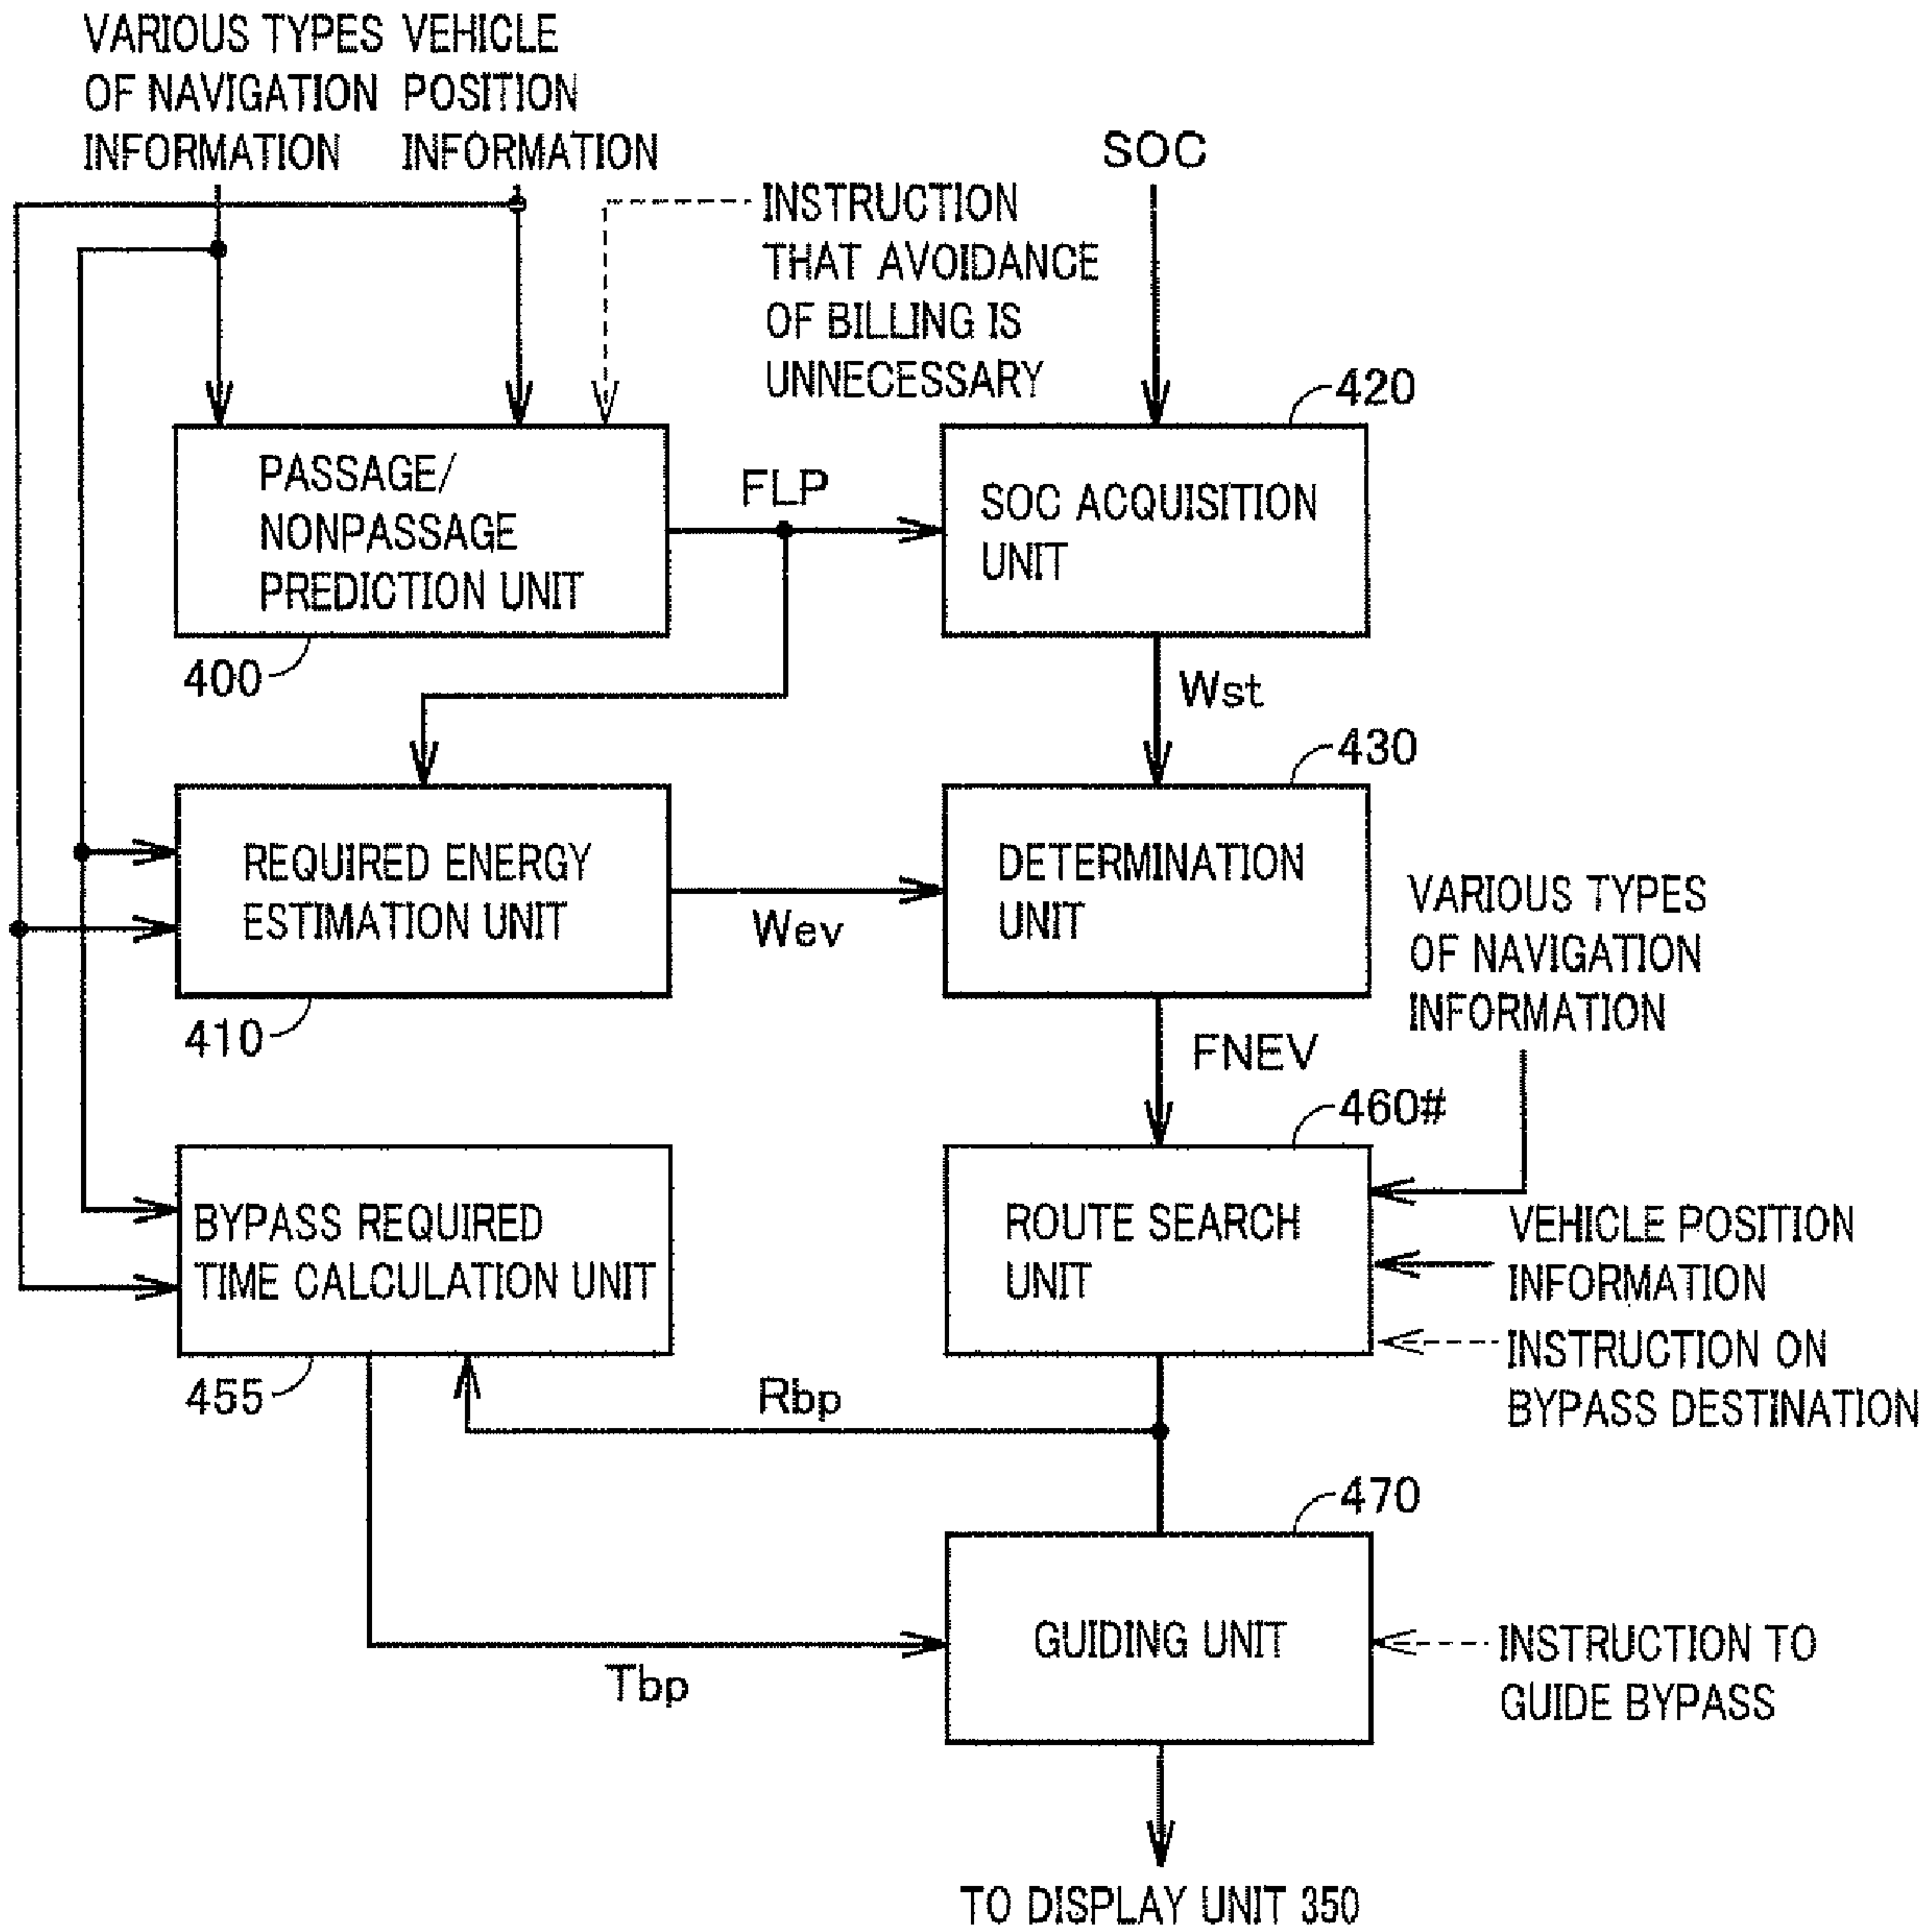 VARIOUS TYPES
OF NAVIGATION
INFORMATION
VEHICLE
POSITION
INFORMATION
INSTRUCTION
THAT AVOIDANCE
OF BILLING IS
UNNECESSARY
SOC
420
PASSAGE/
NONPASSAGE
PREDICTION UNIT
400
FLP
SOC ACQUISITION
UNIT
Wst
430
REQUIRED ENERGY
ESTIMATION UNIT
410
Wev
DETERMINATION
UNIT
VARIOUS TYPES
OF NAVIGATION
INFORMATION
FNEV
460#
BYPASS REQUIRED
TIME CALCULATION UNIT
455
ROUTE SEARCH
UNIT
VEHICLE POSITION
INFORMATION
INSTRUCTION ON
BYPASS DESTINATION
Rbp
470
GUIDING UNIT
INSTRUCTION TO
GUIDE BYPASS
Tbp
TO DISPLAY UNIT 350